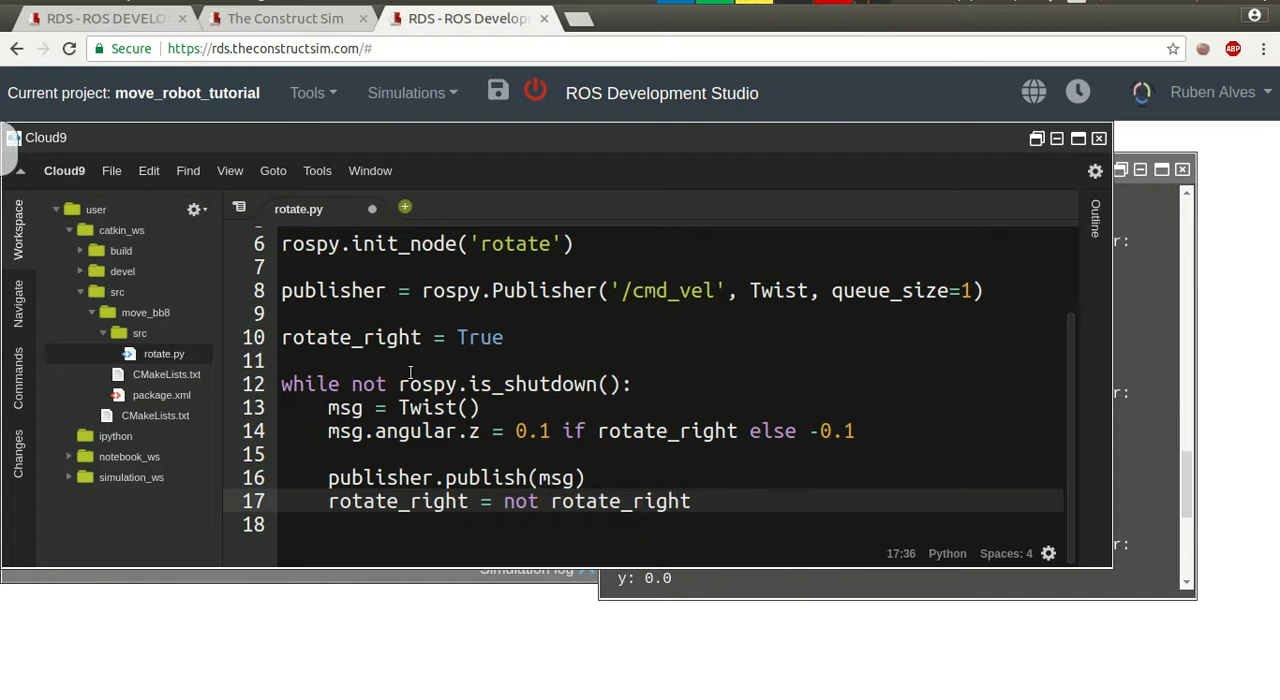 RDS - ROS DEVELO
The Construct Sim
RDS - ROS Developm
Secure https://rds.theconstructsim.com/#
ABP
Current project: move_robot_tutorial Tools Simulations ROS Development Studio Ruben Alves
Cloud9
Cloud9 File Edit Find View Goto Tools Window
Workspace
Navigate
Commands
Changes
user
catkin_ws
build
devel
src
move_bb8
src
rotate.py
CMakeLists.txt
package.xml
CMakeLists.txt
ipython
notebook_ws
simulation_ws
rotate.py
Outline
6 rospy.init_node('rotate')
7
8 publisher = rospy.Publisher('/cmd_vel', Twist, queue_size=1)
9
10 rotate_right = True
11
12 while not rospy.is_shutdown():
13 msg = Twist()
14 msg.angular.z = 0.1 if rotate_right else -0.1
15
16 publisher.publish(msg)
17 rotate_right = not rotate_right
18
17:36 Python Spaces: 4
r:
r:
r:
Simulation log
y: 0.0